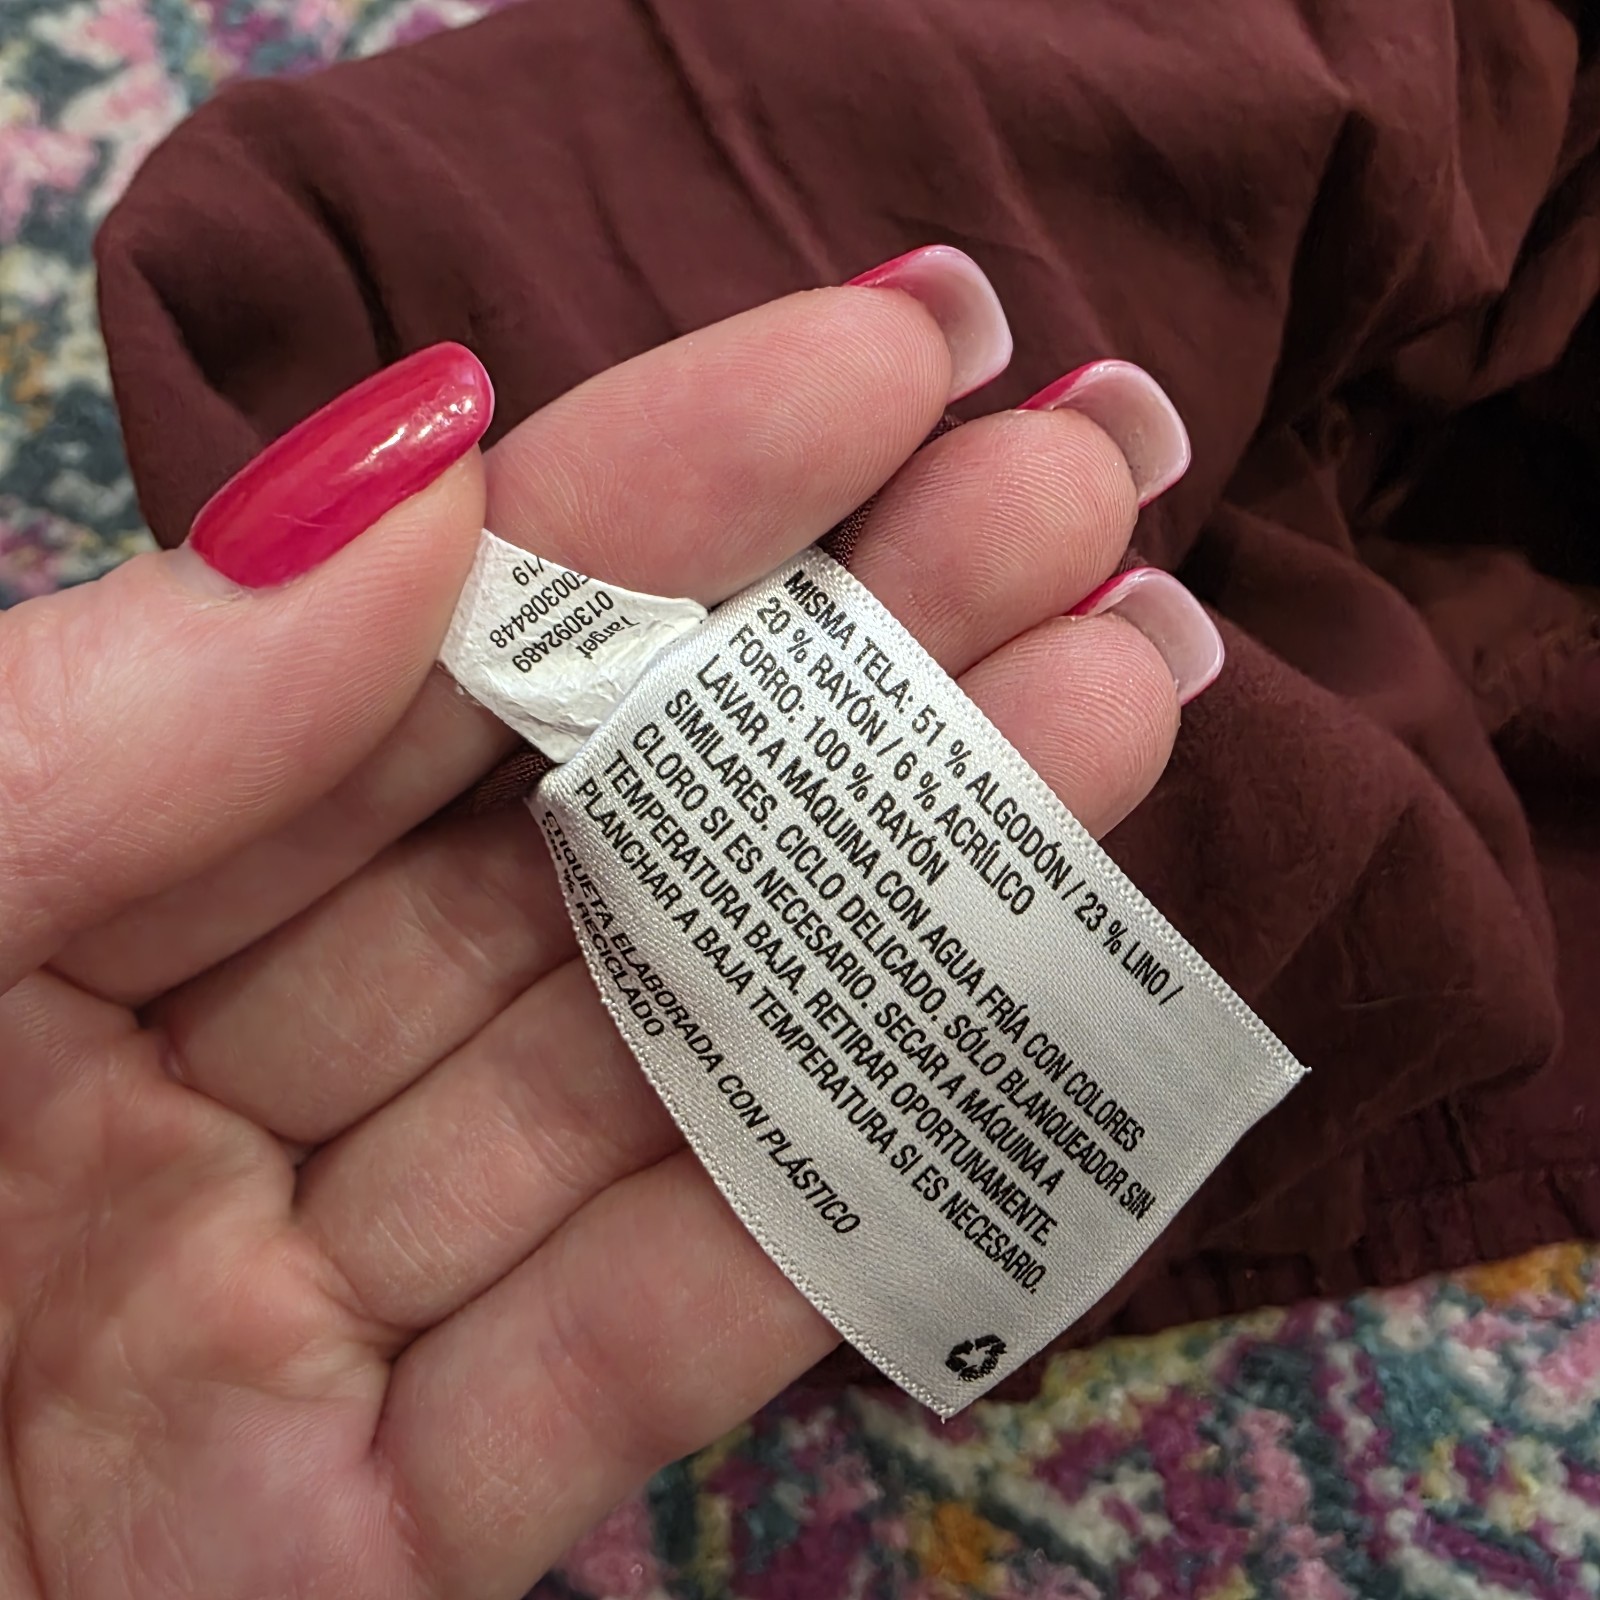 MISMA TELA: 51 % ALGODÓN / 23 % LINO /
20 % RAYÓN / 6 % ACRÍLICO
FORRO: 100 % RAYÓN
LAVAR A MÁQUINA CON AGUA FRÍA CON COLORES
SIMILARES. CICLO DELICADO. SÓLO BLANQUEADOR SIN
CLORO SI ES NECESARIO. SECAR A MÁQUINA A
TEMPERATURA BAJA. RETIRAR OPORTUNAMENTE.
PLANCHAR A BAJA TEMPERATURA SI ES NECESARIO.
ETIQUETA ELABORADA CON PLÁSTICO
RECICLADO
Target
013092489
00308448
/19